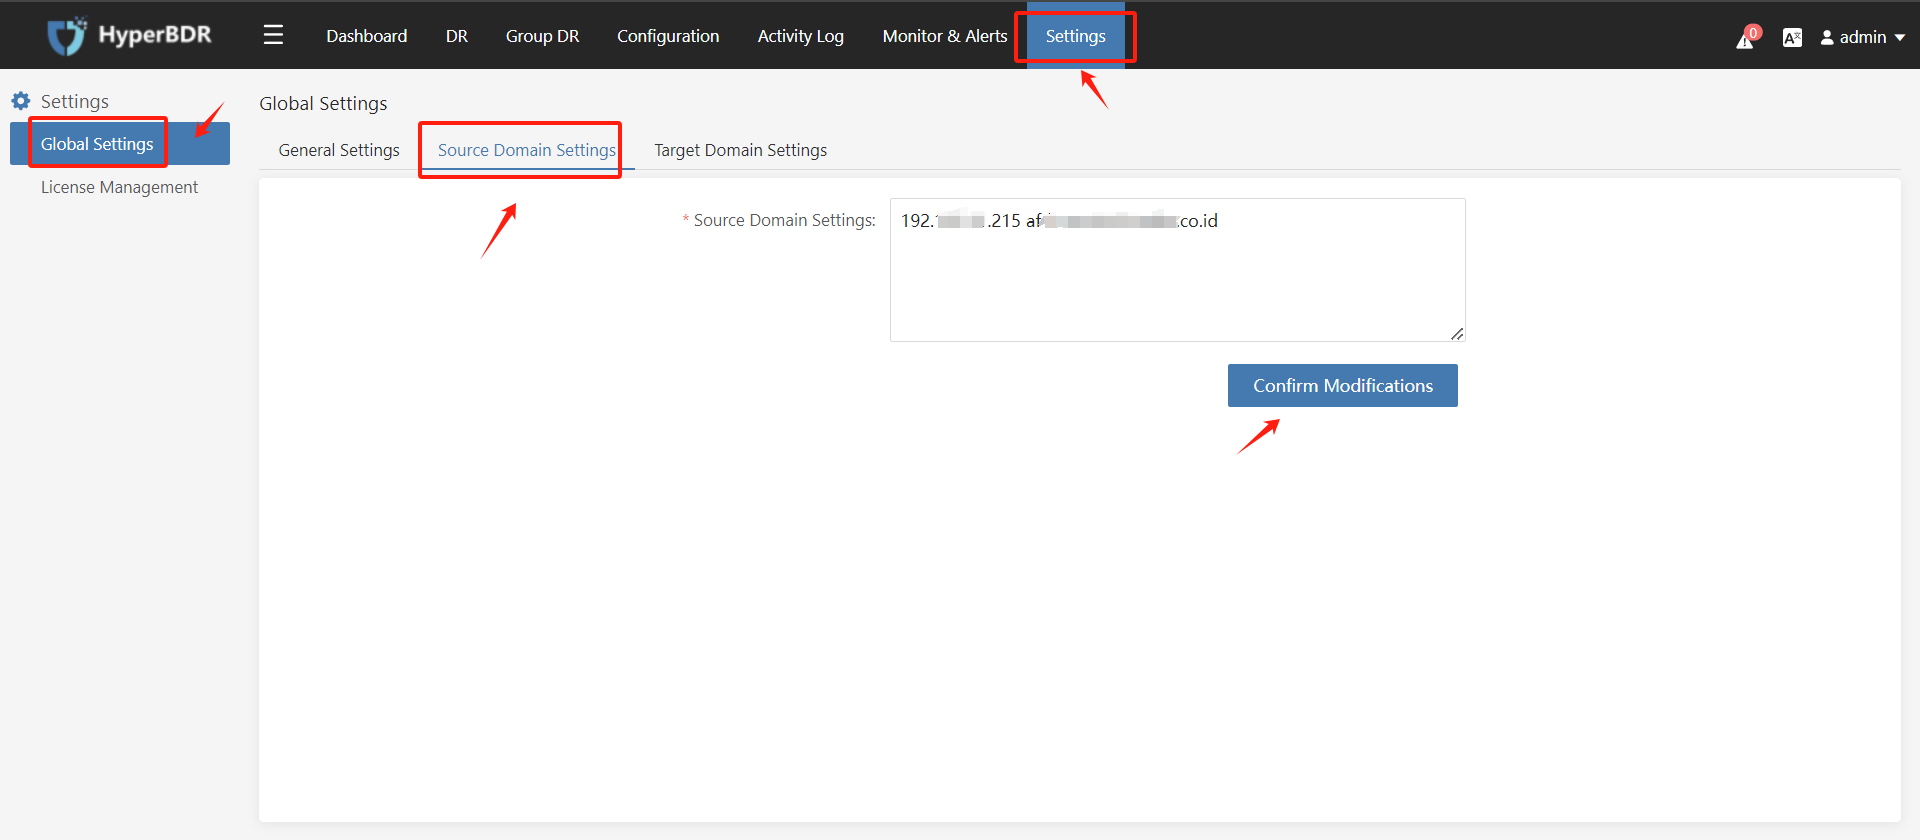 HyperBDR
Dashboard DR Group DR Configuration Activity Log Monitor & Alerts Settings
0 admin
Settings
Global Settings
License Management
Global Settings
General Settings Source Domain Settings Target Domain Settings
* Source Domain Settings: 192. .215 af .co.id
Confirm Modifications